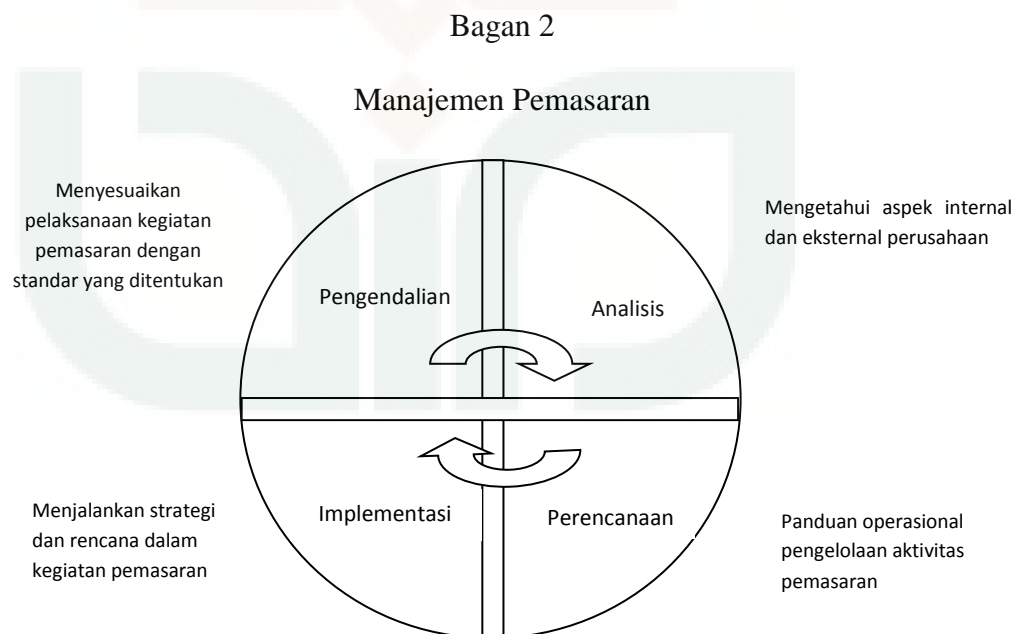 Bagan 2
Manajemen Pemasaran
Menyesuaikan
pelaksanaan kegiatan
pemasaran dengan
standar yang ditentukan
Mengetahui aspek internal
dan eksternal perusahaan
Pengendalian
Analisis
Menjalankan strategi
dan rencana dalam
kegiatan pemasaran
Implementasi
Perencanaan
Panduan operasional
pengelolaan aktivitas
pemasaran